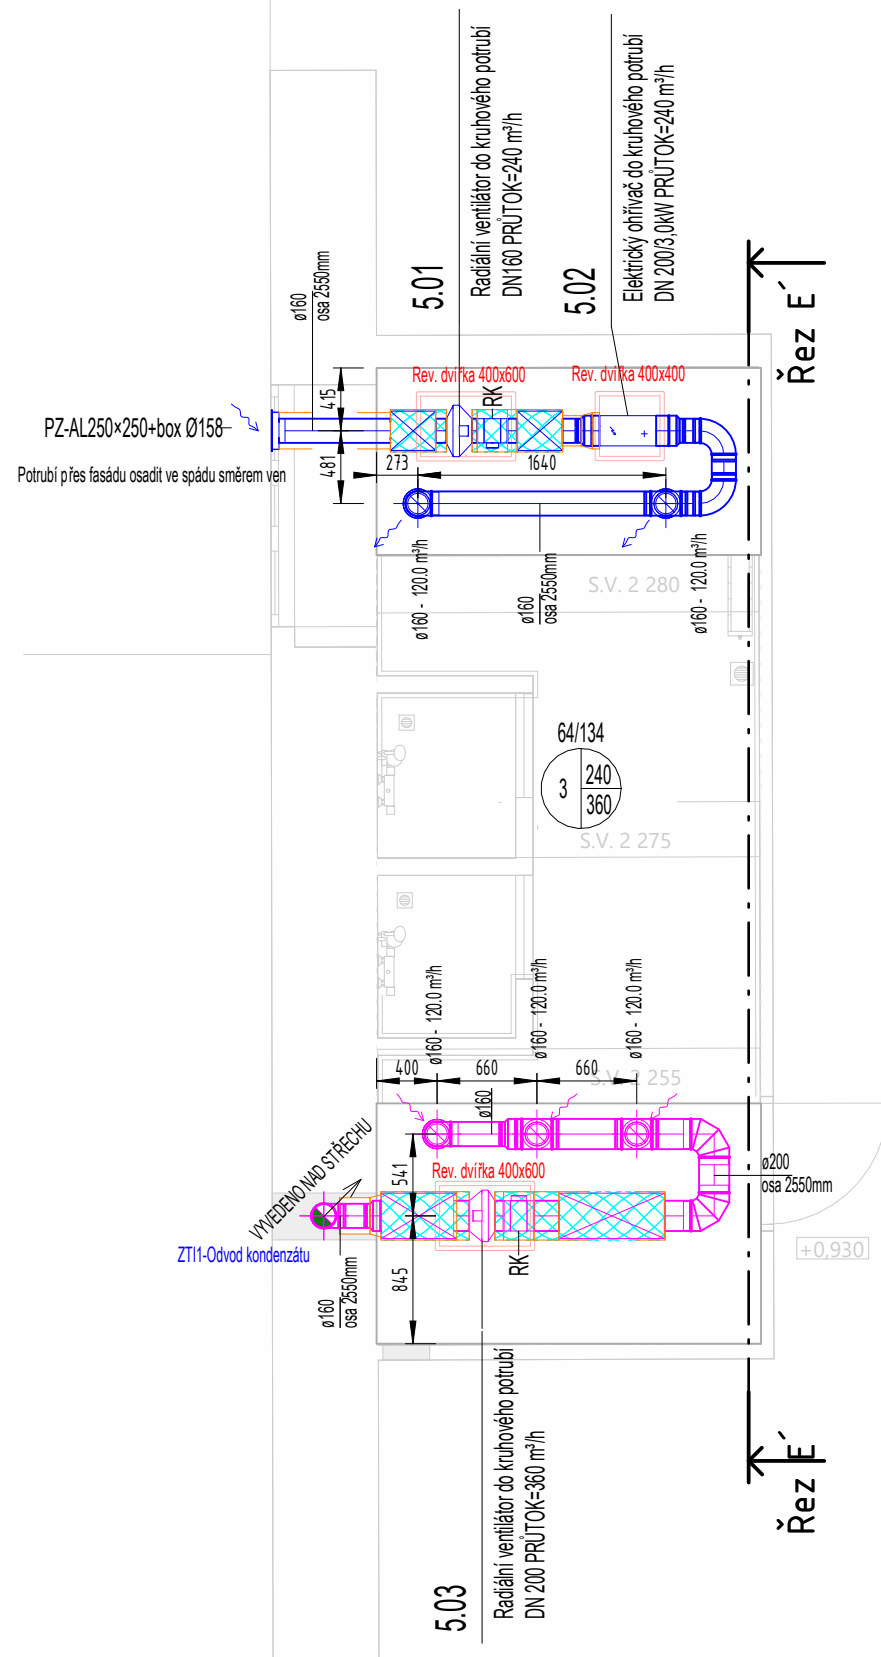 5.01
Radiální ventilátor do kruhového potrubí
DN160 PRŮTOK=240 m³/h
5.02
Elektrický ohřívač do kruhového potrubí
DN 200/3,0kW PRŮTOK=240 m³/h
Řez E´
ø160
osa 2550mm
Rev. dvířka 400x600
Rev. dvířka 400x400
RK
415
481
PZ-AL250×250+box Ø158
Potrubí přes fasádu osadit ve spádu směrem ven
273
1640
ø160 - 120.0 m³/h
ø160
osa 2550mm
ø160 - 120.0 m³/h
S.V. 2 280
64/134
3
240
360
S.V. 2 275
ø160 - 120.0 m³/h
ø160 - 120.0 m³/h
ø160 - 120.0 m³/h
400
660
660
S.V. 2 255
ø160
VYVEDENO NAD STŘECHU
541
Rev. dvířka 400x600
ø200
osa 2550mm
ZTI1-Odvod kondenzátu
+0,930
ø160
osa 2550mm
845
RK
5.03
Radiální ventilátor do kruhového potrubí
DN 200 PRŮTOK=360 m³/h
Řez E´